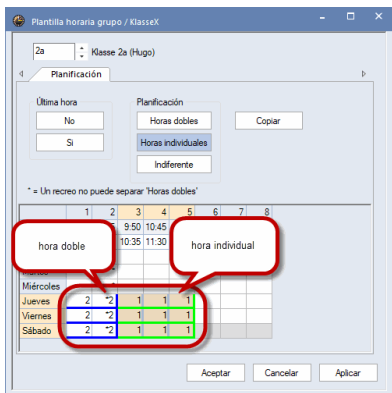 Plantilla horaria grupo / KlasseX
2a Klasse 2a (Hugo)
Planificación
Última hora Planificación
No Horas dobles Copiar
Si Horas individuales
Indiferente
* = Un recreo no puede separar 'Horas dobles'
1 2 3 4 5 6 7 8
9:50 10:45
10:35 11:30
hora doble
hora individual
Miércoles
Jueves 2 *2 1 1 1
Viernes 2 *2 1 1 1
Sábado 2 *2 1 1 1
Aceptar Cancelar Aplicar